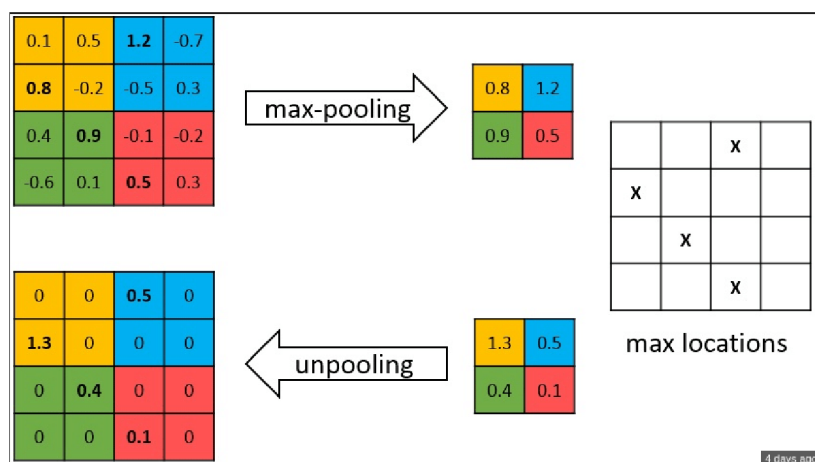 0.1 0.5 1.2 -0.7
0.8 -0.2 -0.5 0.3
0.4 0.9 -0.1 -0.2
-0.6 0.1 0.5 0.3
max-pooling
0.8 1.2
0.9 0.5
X
X
X
X
max locations
0 0 0.5 0
1.3 0 0 0
0 0.4 0 0
0 0 0.1 0
unpooling
1.3 0.5
0.4 0.1
4 days ago